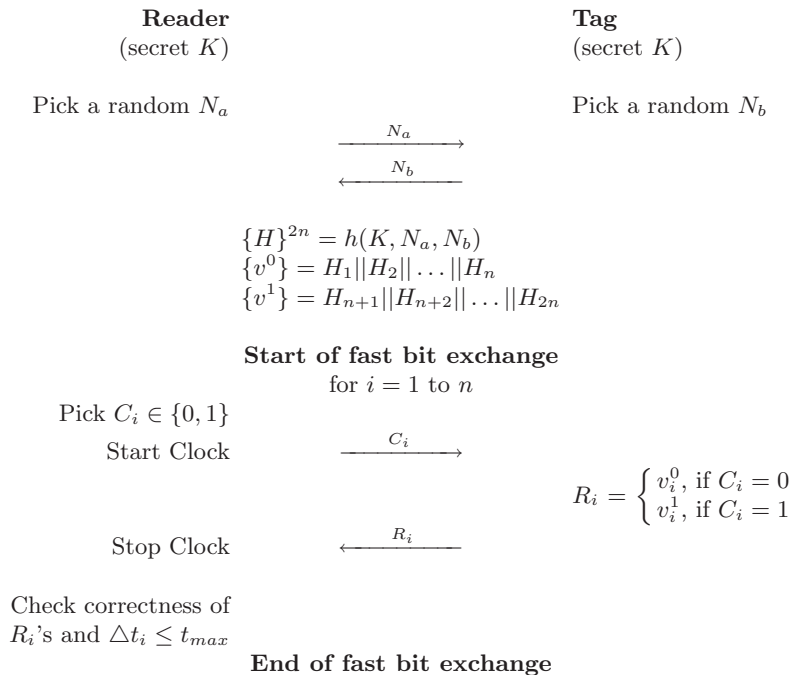 Reader Tag
(secret K) (secret K)
Pick a random N_a Pick a random N_b
N_a
N_b
{H}^{2n} = h(K, N_a, N_b)
{v^0} = H_1||H_2|| . . . ||H_n
{v^1} = H_{n+1}||H_{n+2}|| . . . ||H_{2n}
Start of fast bit exchange
for i = 1 to n
Pick C_i ∈ {0, 1}
Start Clock C_i
R_i = { v_i^0, if C_i = 0
v_i^1, if C_i = 1
Stop Clock R_i
Check correctness of
R_i's and △t_i ≤ t_{max}
End of fast bit exchange